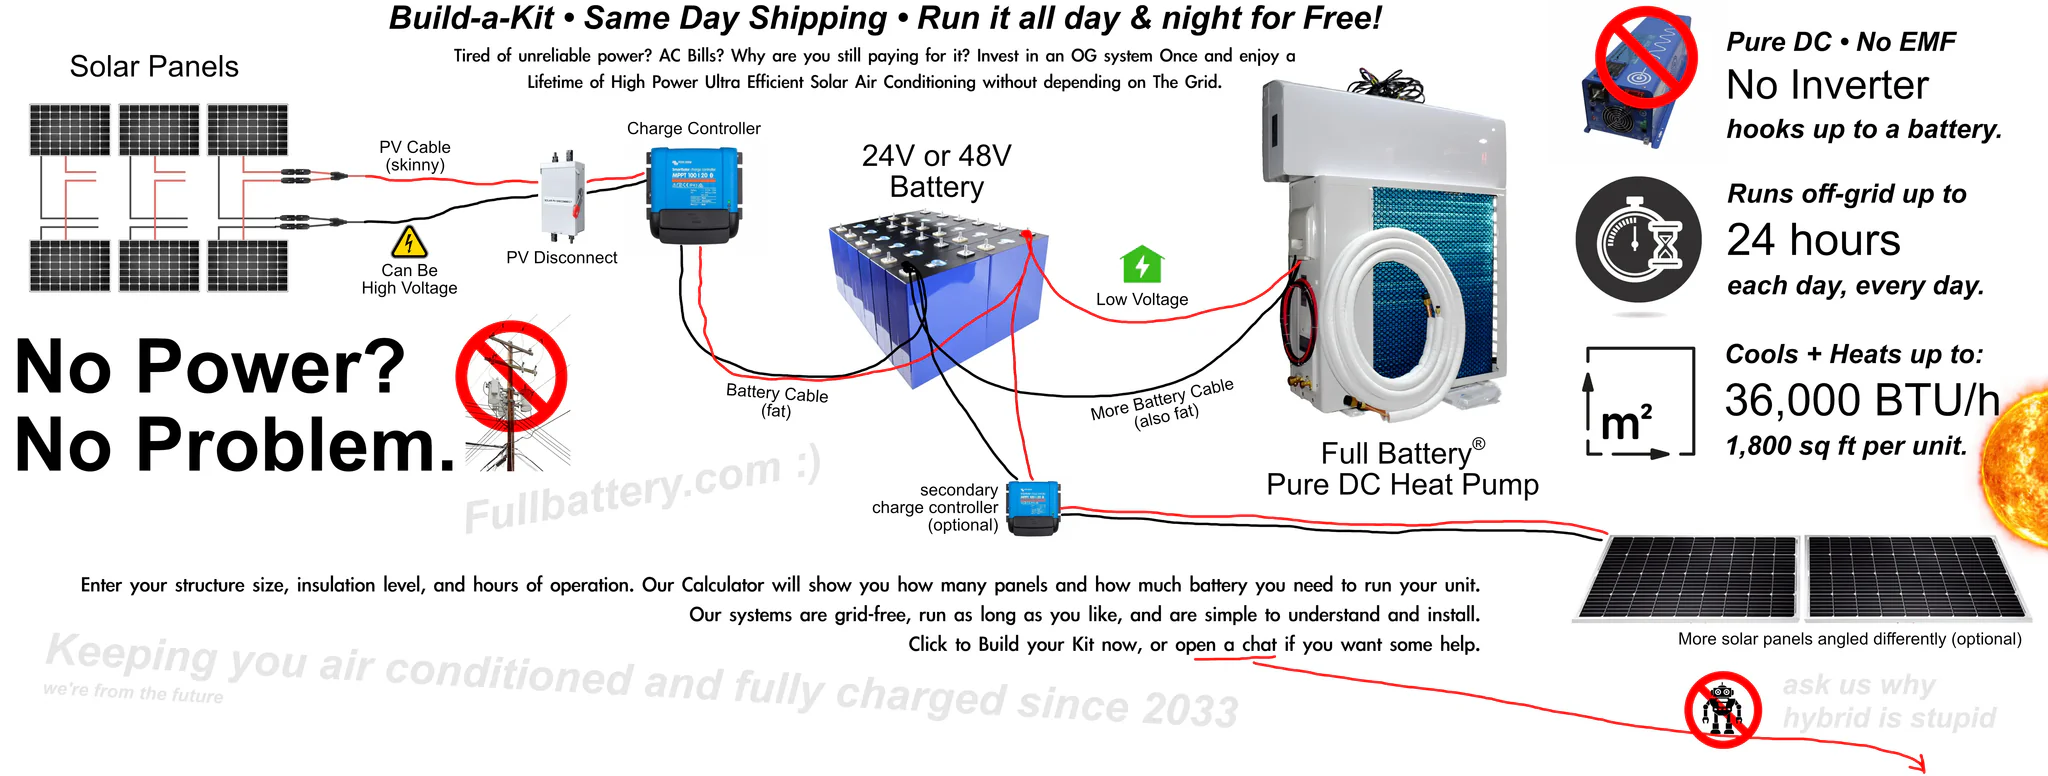 Build-a-Kit • Same Day Shipping • Run it all day & night for Free!
Tired of unreliable power? AC Bills? Why are you still paying for it? Invest in an OG system Once and enjoy a
Lifetime of High Power Ultra Efficient Solar Air Conditioning without depending on The Grid.
Solar Panels
PV Cable
(skinny)
Can Be
High Voltage
PV Disconnect
Charge Controller
MPPT 100 | 20
24V or 48V
Battery
Low Voltage
Battery Cable
(fat)
More Battery Cable
(also fat)
Full Battery®
Pure DC Heat Pump
Pure DC • No EMF
No Inverter
hooks up to a battery.
Runs off-grid up to
24 hours
each day, every day.
m²
Cools + Heats up to:
36,000 BTU/h
1,800 sq ft per unit.
No Power?
No Problem.
Fullbattery.com :)
secondary
charge controller
(optional)
More solar panels angled differently (optional)
Enter your structure size, insulation level, and hours of operation. Our Calculator will show you how many panels and how much battery you need to run your unit.
Our systems are grid-free, run as long as you like, and are simple to understand and install.
Click to Build your Kit now, or open a chat if you want some help.
Keeping you air conditioned and fully charged since 2033
we're from the future
ask us why
hybrid is stupid